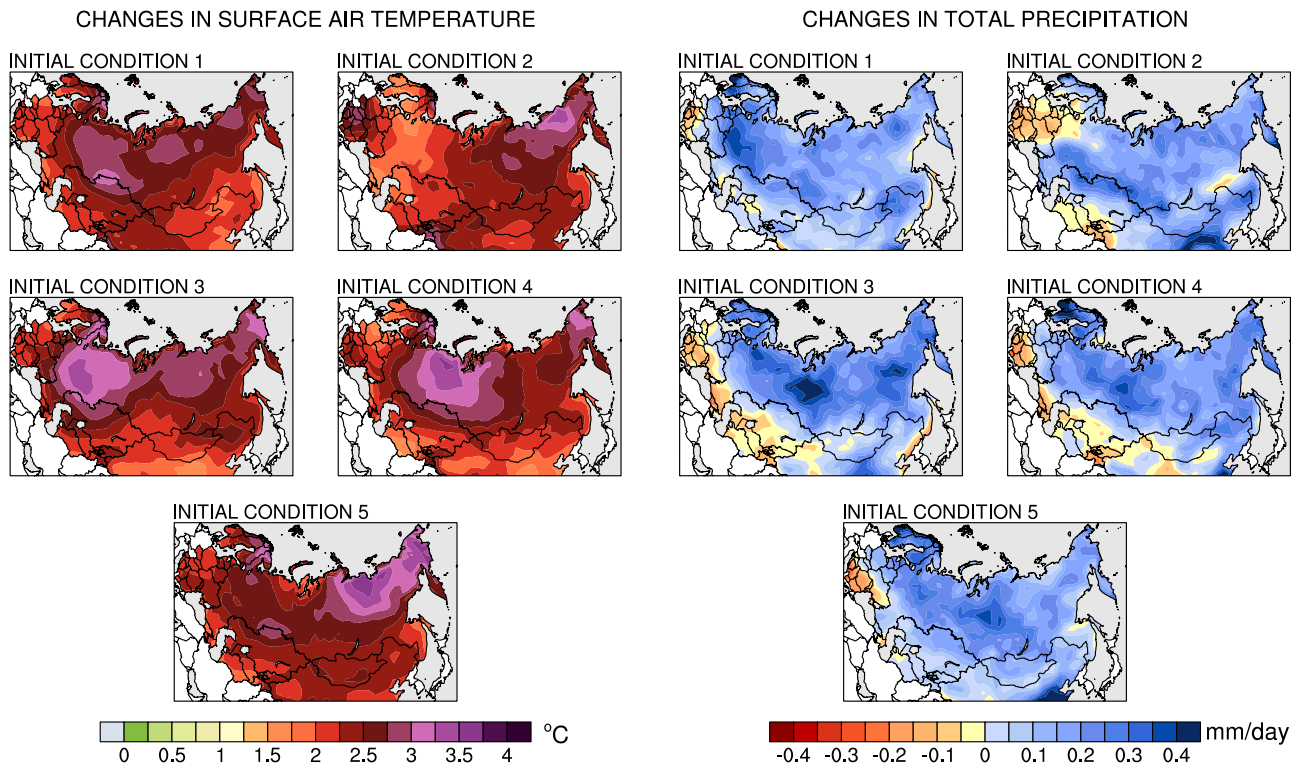 CHANGES IN SURFACE AIR TEMPERATURE
CHANGES IN TOTAL PRECIPITATION
INITIAL CONDITION 1
INITIAL CONDITION 2
INITIAL CONDITION 1
INITIAL CONDITION 2
INITIAL CONDITION 3
INITIAL CONDITION 4
INITIAL CONDITION 3
INITIAL CONDITION 4
INITIAL CONDITION 5
INITIAL CONDITION 5
0 0.5 1 1.5 2 2.5 3 3.5 4 °C
-0.4 -0.3 -0.2 -0.1 0 0.1 0.2 0.3 0.4 mm/day